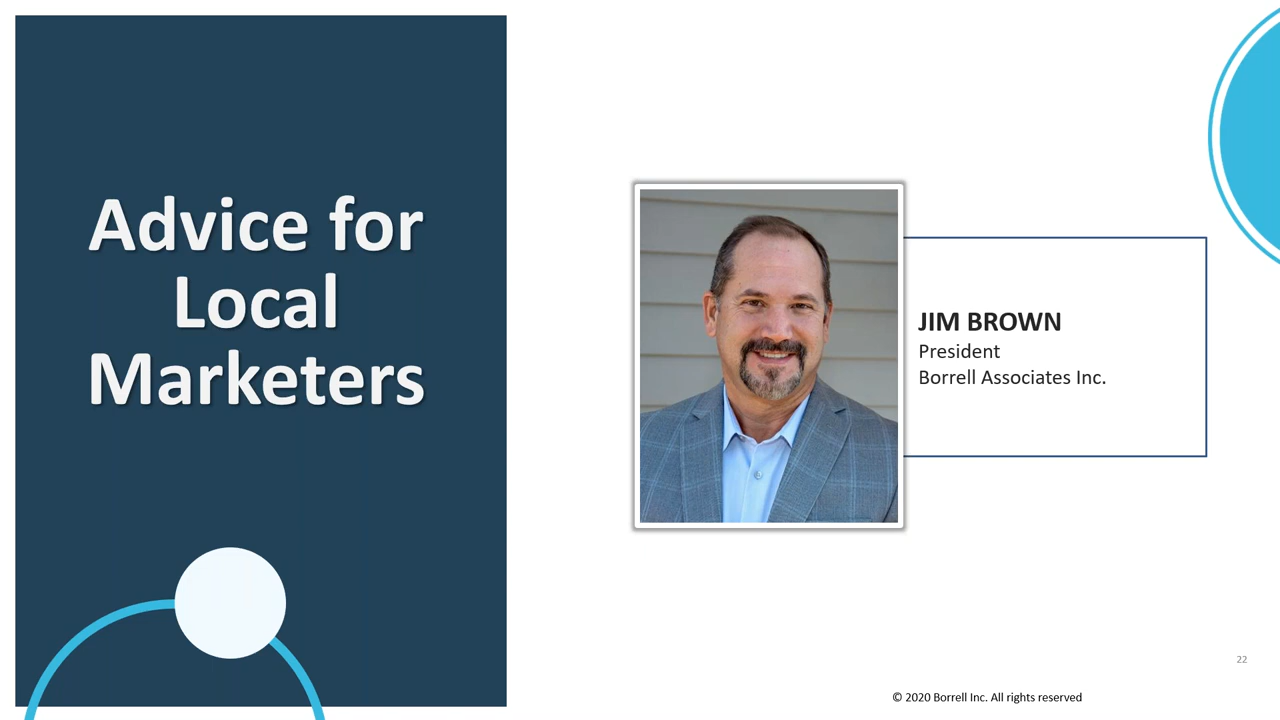 Advice for
Local
Marketers
JIM BROWN
President
Borrell Associates Inc.
22
© 2020 Borrell Inc. All rights reserved